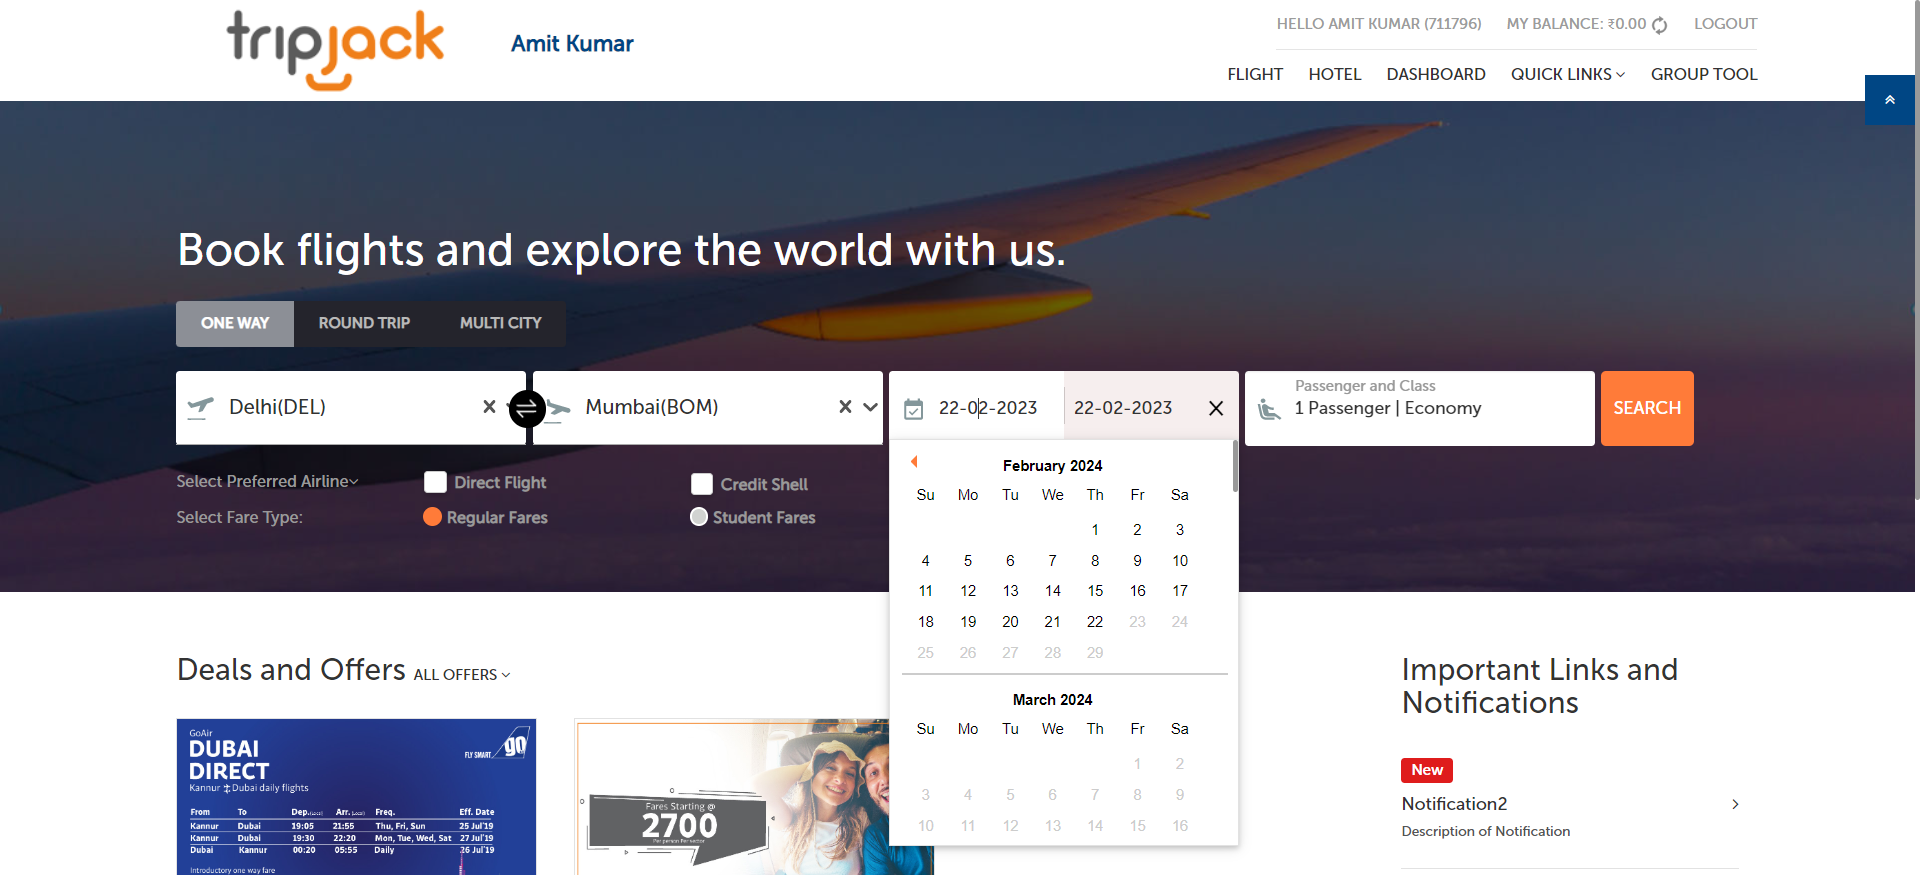 tripjack
Amit Kumar
HELLO AMIT KUMAR (711796) MY BALANCE: ₹0.00 LOGOUT
FLIGHT HOTEL DASHBOARD QUICK LINKS GROUP TOOL
Book flights and explore the world with us.
ONE WAY ROUND TRIP MULTI CITY
Delhi(DEL)
Mumbai(BOM)
22-02-2023 22-02-2023
Passenger and Class
1 Passenger | Economy
SEARCH
Select Preferred Airline Direct Flight Credit Shell
Select Fare Type: Regular Fares Student Fares
February 2024
Su Mo Tu We Th Fr Sa
1 2 3
4 5 6 7 8 9 10
11 12 13 14 15 16 17
18 19 20 21 22 23 24
25 26 27 28 29
March 2024
Su Mo Tu We Th Fr Sa
1 2
3 4 5 6 7 8 9
10 11 12 13 14 15 16
Deals and Offers ALL OFFERS
GoAir
DUBAI
DIRECT
Kannur Dubai daily flights
FLY SMART go
From To Dep.(Local) Arr.(Local) Freq. Eff. Date
Kannur Dubai 19:05 21:55 Thu, Fri, Sun 25 Jul'19
Kannur Dubai 19:30 22:20 Mon, Tue, Wed, Sat 27 Jul'19
Dubai Kannur 00:20 05:55 Daily 26 Jul'19
Introductory one way fare
Fares Starting @
2700
Per person Per sector
Important Links and
Notifications
New
Notification2
Description of Notification